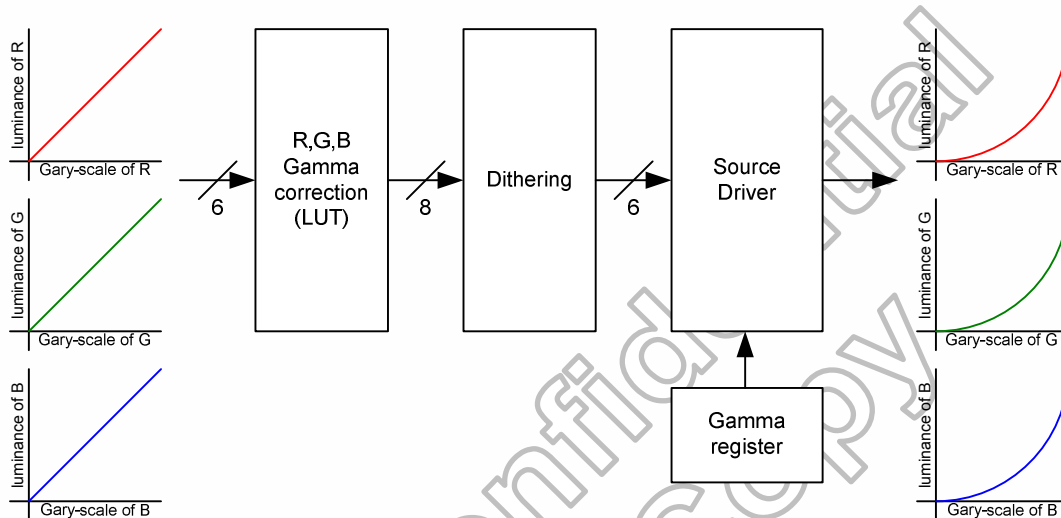 luminance of R
Gary-scale of R
luminance of G
Gary-scale of G
luminance of B
Gary-scale of B
6
R,G,B
Gamma
correction
(LUT)
8
Dithering
6
Source
Driver
Gamma
register
luminance of R
Gary-scale of R
luminance of G
Gary-scale of G
luminance of B
Gary-scale of B